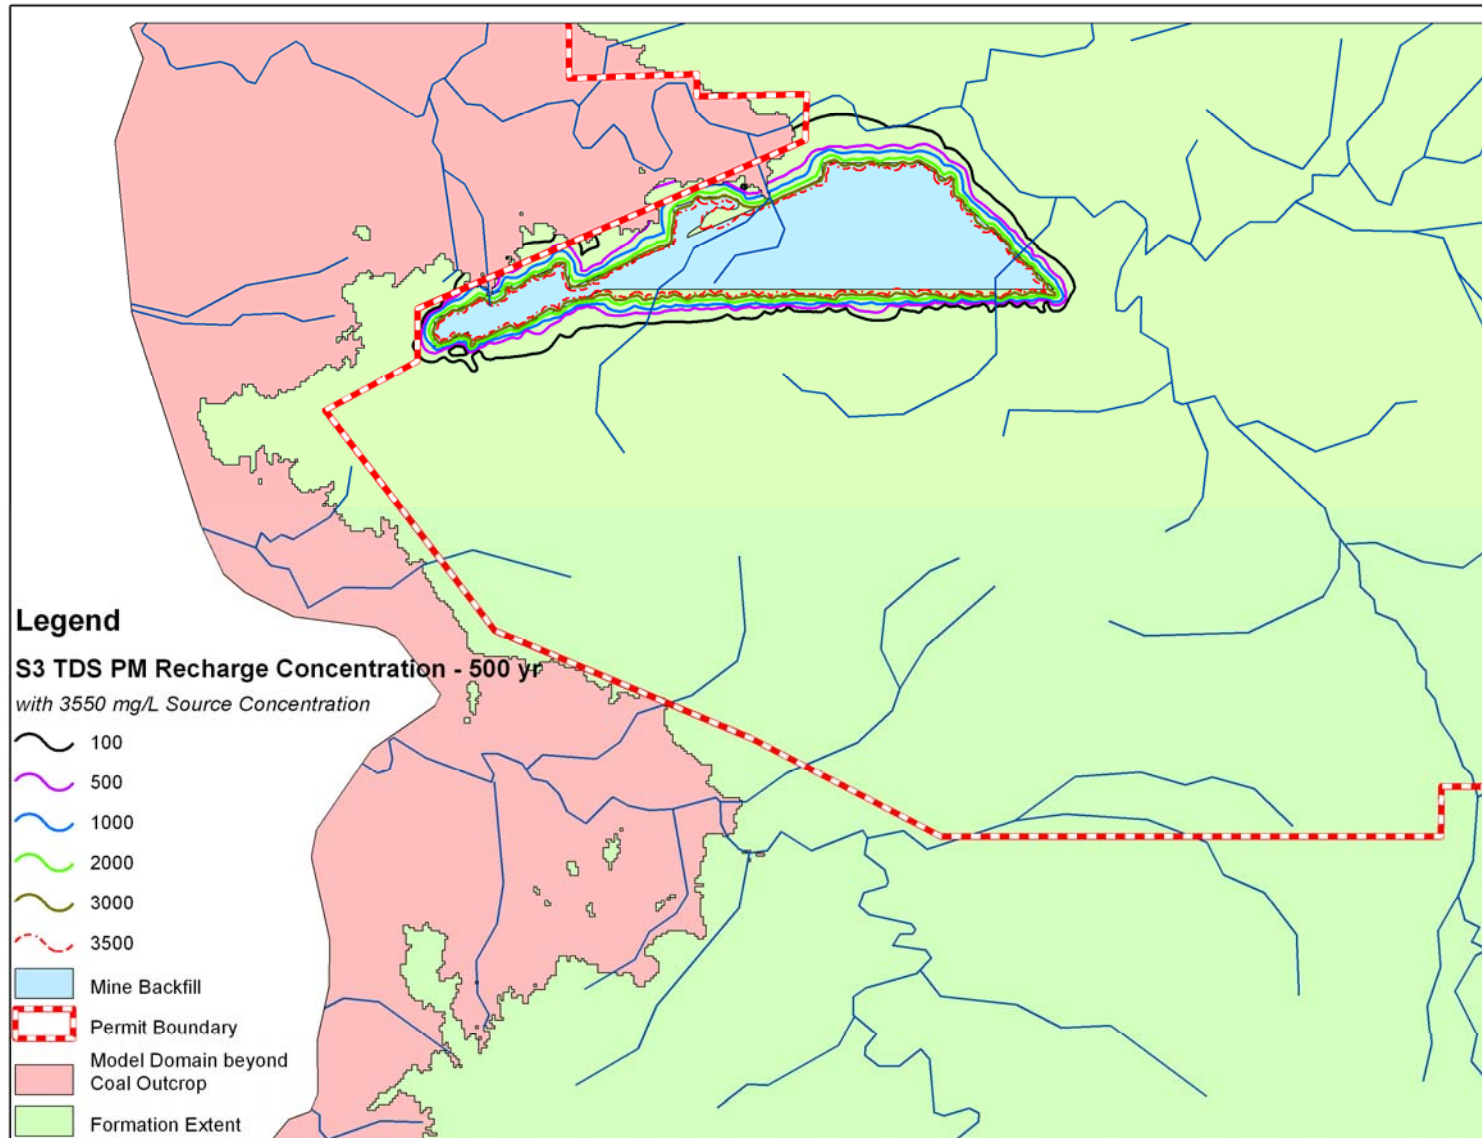 Legend
S3 TDS PM Recharge Concentration - 500 yr
with 3550 mg/L Source Concentration
100
500
1000
2000
3000
3500
Mine Backfill
Permit Boundary
Model Domain beyond
Coal Outcrop
Formation Extent